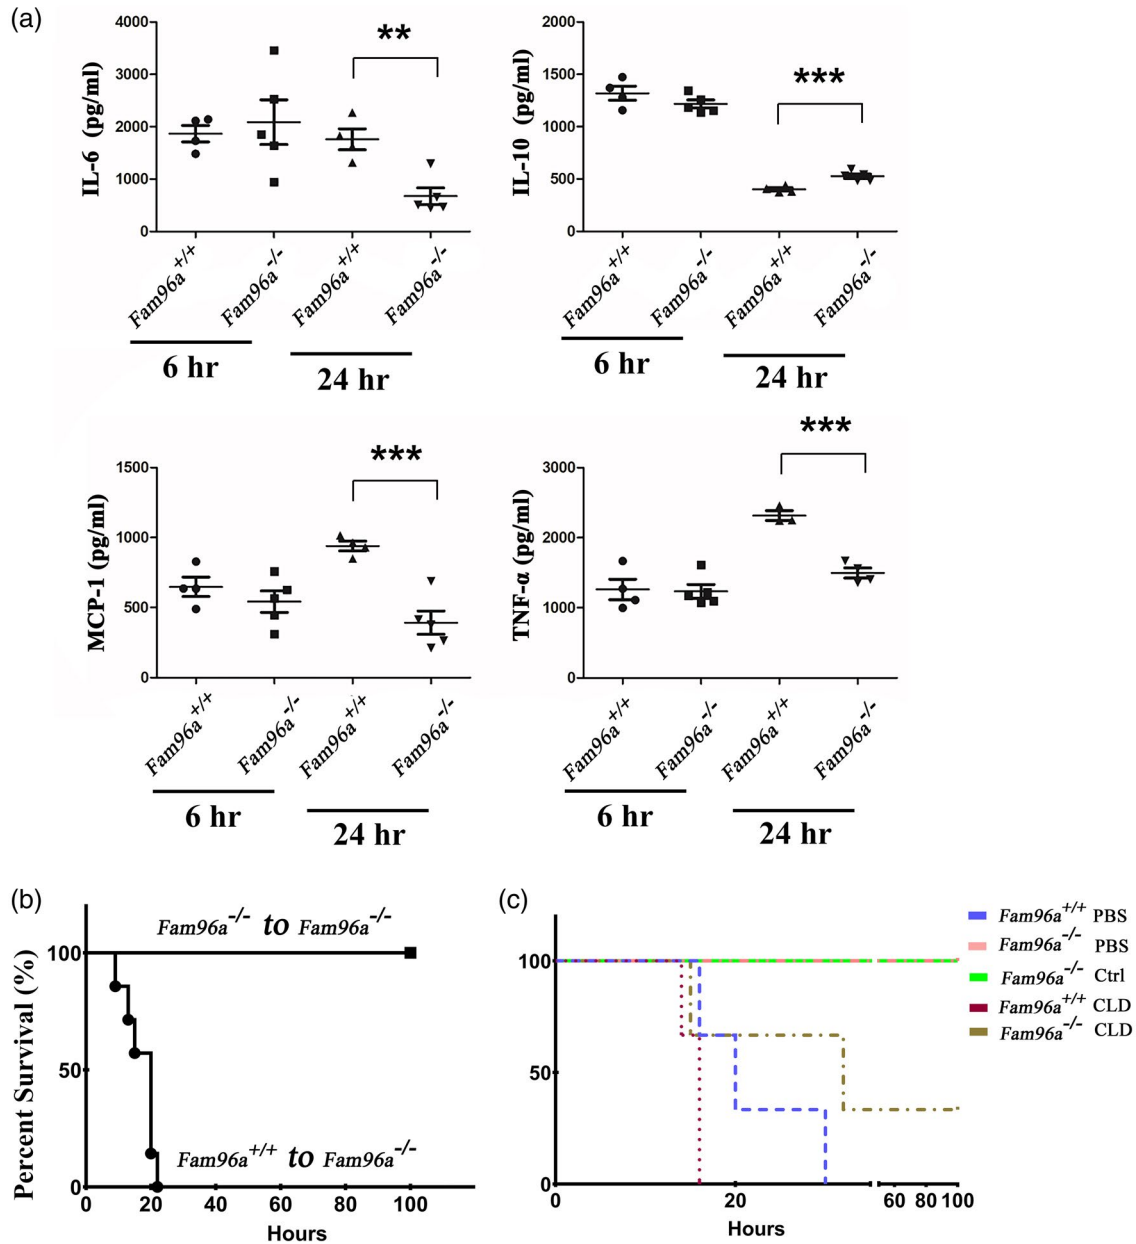 (a)
IL-6 (pg/ml)
4000
3000
2000
1000
0
**
Fam96a +/+
Fam96a -/-
Fam96a +/+
Fam96a -/-
6 hr
24 hr
IL-10 (pg/ml)
2000
1500
1000
500
0
***
Fam96a +/+
Fam96a -/-
Fam96a +/+
Fam96a -/-
6 hr
24 hr
MCP-1 (pg/ml)
1500
1000
500
0
***
Fam96a +/+
Fam96a -/-
Fam96a +/+
Fam96a -/-
6 hr
24 hr
TNF-α (pg/ml)
3000
2000
1000
0
***
Fam96a +/+
Fam96a -/-
Fam96a +/+
Fam96a -/-
6 hr
24 hr
(b)
Percent Survival (%)
100
50
0
Fam96a -/- to Fam96a -/-
Fam96a +/+ to Fam96a -/-
0 20 40 60 80 100
Hours
(c)
100
50
0
0 20 60 80 100
Hours
Fam96a +/+ PBS
Fam96a -/- PBS
Fam96a -/- Ctrl
Fam96a +/+ CLD
Fam96a -/- CLD